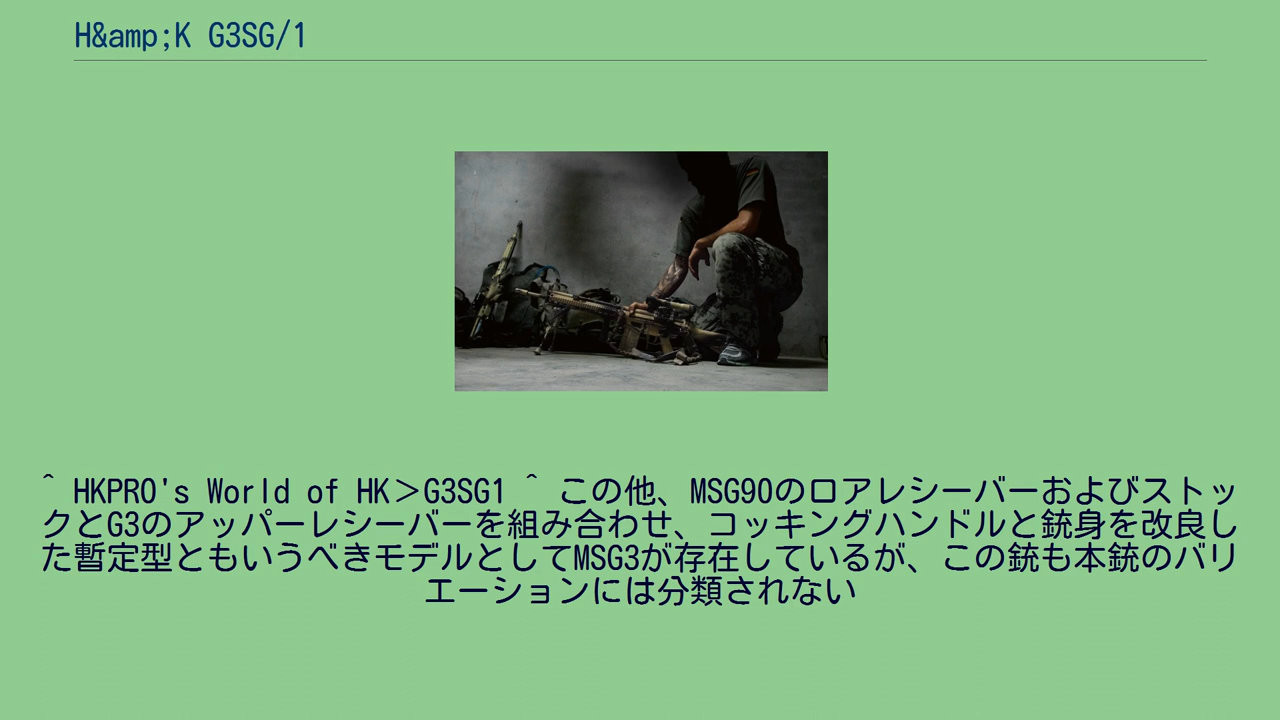 H&amp;K G3SG/1
^ HKPRO's World of HK＞G3SG1 ^ この他、MSG90のロアレシーバーおよびストッ
クとG3のアッパーレシーバーを組み合わせ、コッキングハンドルと銃身を改良し
た暫定型ともいうべきモデルとしてMSG3が存在しているが、この銃も本銃のバリ
エーションには分類されない